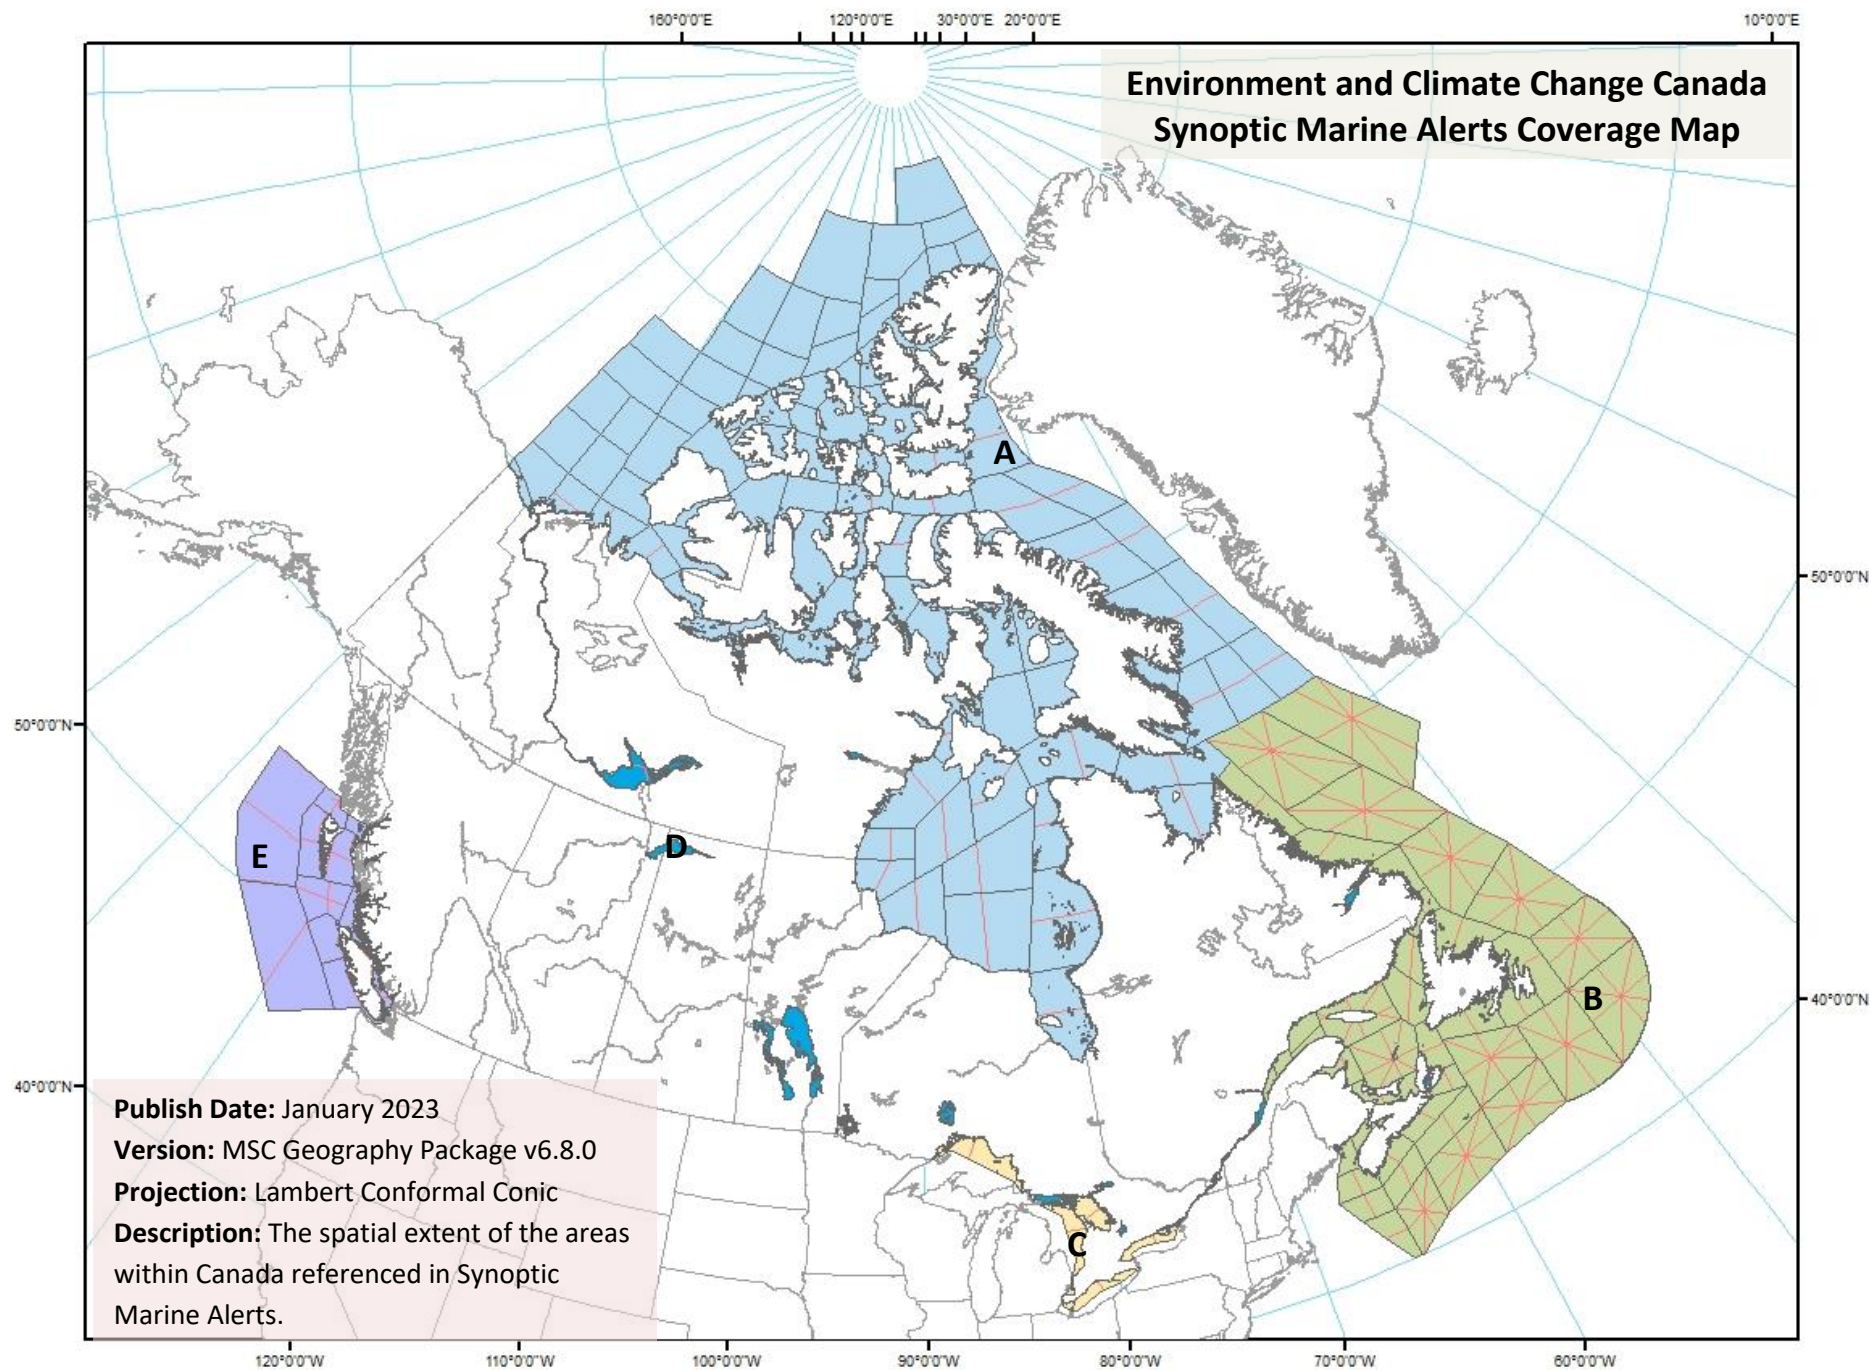 160°0'0"E 120°0'0"E 30°0'0"E 20°0'0"E 10°0'0"E
Environment and Climate Change Canada
Synoptic Marine Alerts Coverage Map
A
50°0'0"N
50°0'0"N
D
E
B
40°0'0"N
40°0'0"N
Publish Date: January 2023
Version: MSC Geography Package v6.8.0
Projection: Lambert Conformal Conic
Description: The spatial extent of the areas
within Canada referenced in Synoptic
Marine Alerts.
C
120°0'0"W 110°0'0"W 100°0'0"W 90°0'0"W 80°0'0"W 70°0'0"W 60°0'0"W